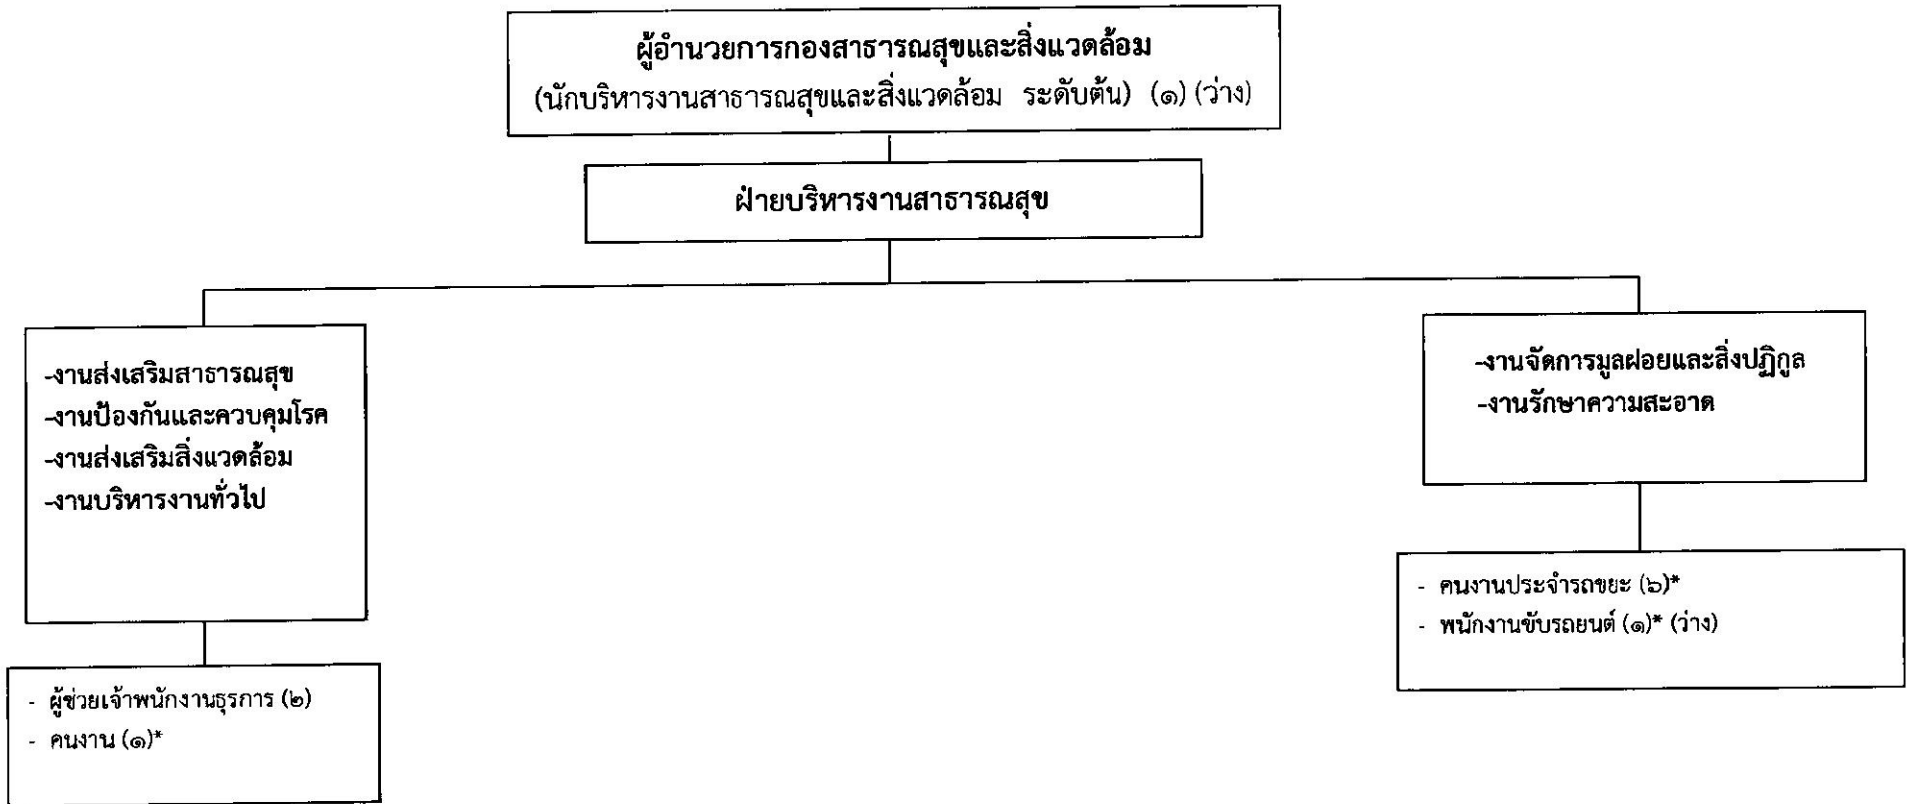 ผู้อำนวยการกองสาธารณสุขและสิ่งแวดล้อม
(นักบริหารงานสาธารณสุขและสิ่งแวดล้อม ระดับต้น) (๑) (ว่าง)
ฝ่ายบริหารงานสาธารณสุข
-งานส่งเสริมสาธารณสุข
-งานป้องกันและควบคุมโรค
-งานส่งเสริมสิ่งแวดล้อม
-งานบริหารงานทั่วไป
-งานจัดการมูลฝอยและสิ่งปฏิกูล
-งานรักษาความสะอาด
- ผู้ช่วยเจ้าพนักงานธุรการ (๒)
- คนงาน (๑)*
- คนงานประจำรถขยะ (๖)*
- พนักงานขับรถยนต์ (๑)* (ว่าง)